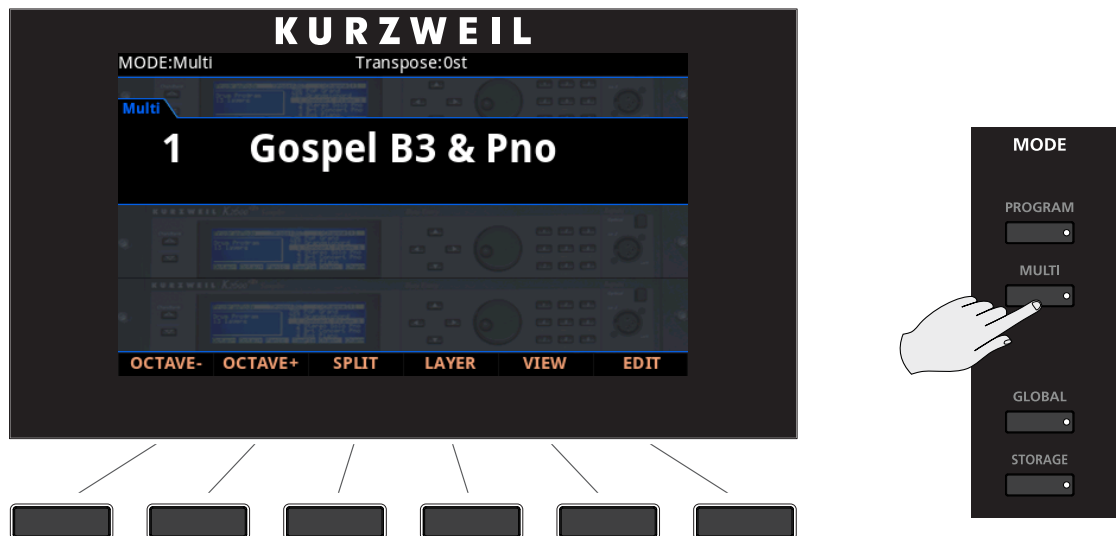 KURZWEIL
MODE:Multi Transpose:0st
Multi
1 Gospel B3 & Pno
OCTAVE- OCTAVE+ SPLIT LAYER VIEW EDIT
MODE
PROGRAM
MULTI
GLOBAL
STORAGE